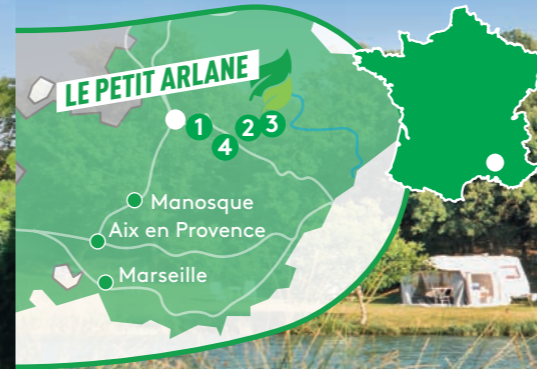 LE PETIT ARLANE
1
2
3
4
Manosque
Aix en Provence
Marseille